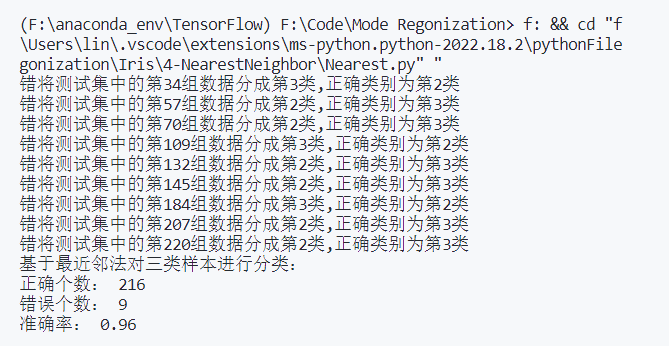 (F:\anaconda_env\TensorFlow) F:\Code\Mode Regonization> f: && cd "f
\Users\lin\.vscode\extensions\ms-python.python-2022.18.2\pythonFile
gonization\Iris\4-NearestNeighbor\Nearest.py" "
错将测试集中的第34组数据分成第3类,正确类别为第2类
错将测试集中的第57组数据分成第2类,正确类别为第3类
错将测试集中的第70组数据分成第2类,正确类别为第3类
错将测试集中的第109组数据分成第3类,正确类别为第2类
错将测试集中的第132组数据分成第2类,正确类别为第3类
错将测试集中的第145组数据分成第2类,正确类别为第3类
错将测试集中的第184组数据分成第3类,正确类别为第2类
错将测试集中的第207组数据分成第2类,正确类别为第3类
错将测试集中的第220组数据分成第2类,正确类别为第3类
基于最近邻法对三类样本进行分类:
正确个数： 216
错误个数： 9
准确率： 0.96